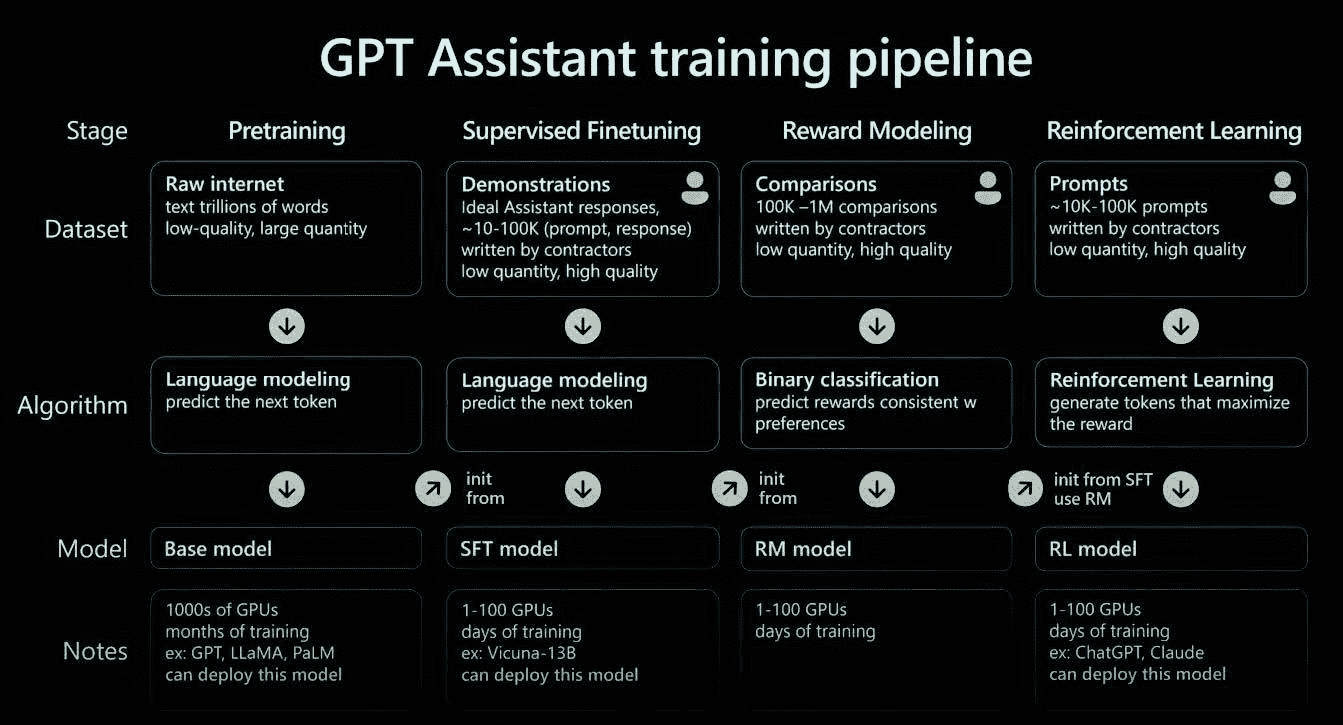 GPT Assistant training pipeline
Stage
Pretraining
Supervised Finetuning
Reward Modeling
Reinforcement Learning
Dataset
Raw internet
text trillions of words
low-quality, large quantity
Demonstrations
Ideal Assistant responses,
~10-100K (prompt, response)
written by contractors
low quantity, high quality
Comparisons
100K –1M comparisons
written by contractors
low quantity, high quality
Prompts
~10K-100K prompts
written by contractors
low quantity, high quality
Algorithm
Language modeling
predict the next token
Language modeling
predict the next token
Binary classification
predict rewards consistent w
preferences
Reinforcement Learning
generate tokens that maximize
the reward
init
from
init
from
init from SFT
use RM
Model
Base model
SFT model
RM model
RL model
Notes
1000s of GPUs
months of training
ex: GPT, LLaMA, PaLM
can deploy this model
1-100 GPUs
days of training
ex: Vicuna-13B
can deploy this model
1-100 GPUs
days of training
1-100 GPUs
days of training
ex: ChatGPT, Claude
can deploy this model